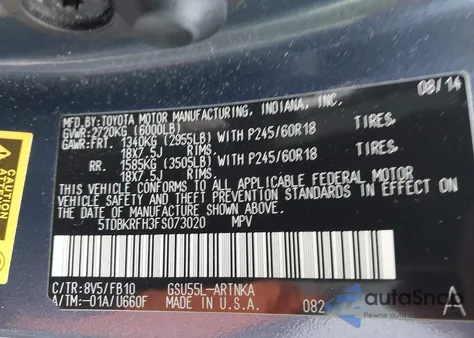 08/14
MFD.BY:TOYOTA MOTOR MANUFACTURING, INDIANA, INC.
GVWR:2720KG (6000LB)
GAWR:FRT. 1340KG (2955LB) WITH P245/60R18 TIRES,
18X7.5J RIMS
RR. 1585KG (3505LB) WITH P245/60R18 TIRES,
18X7.5J RIMS
THIS VEHICLE CONFORMS TO ALL APPLICABLE FEDERAL MOTOR
VEHICLE SAFETY AND THEFT PREVENTION STANDARDS IN EFFECT
ON THE DATE OF MANUFACTURE SHOWN ABOVE.
5TDBKRFH3FS073020 MPV
C/TR:8V5/FB10 GSU55L-ARTNKA
A/TM:-01A/U660F MADE IN U.S.A. 082 A
CAUTION
autoSnap